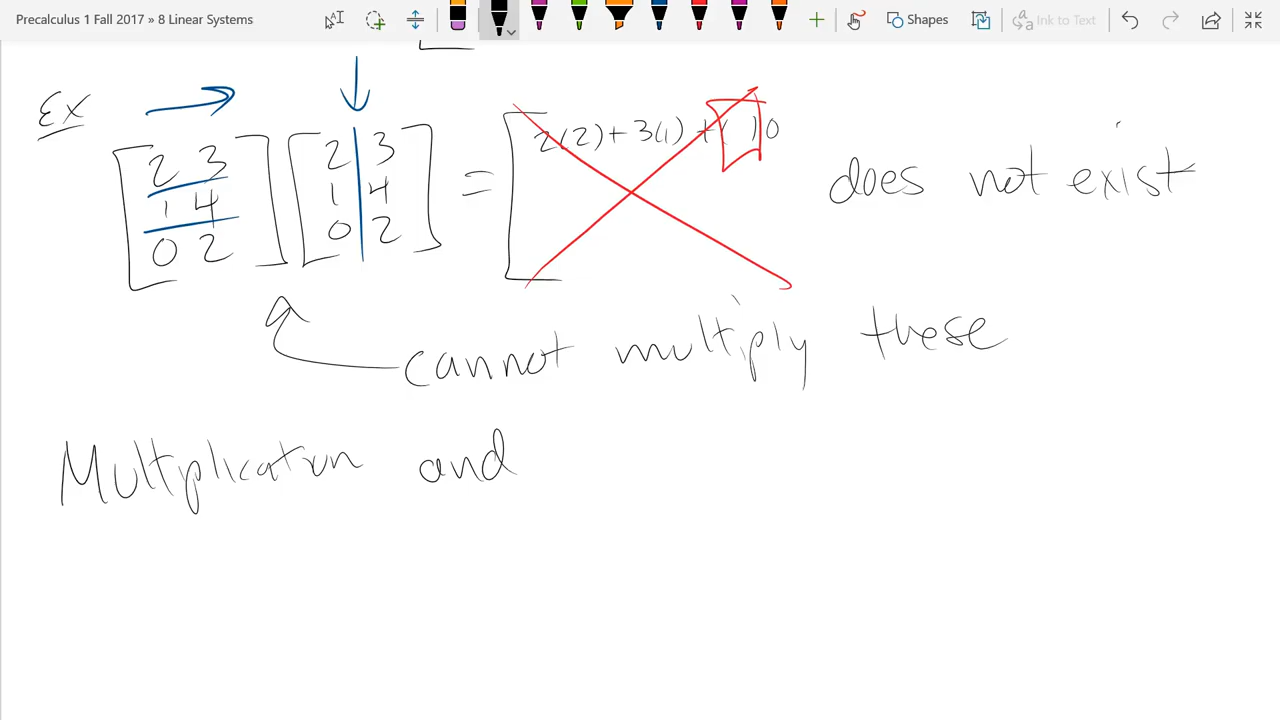 Precalculus 1 Fall 2017 » 8 Linear Systems
Shapes
Ink to Text
Ex
[2 3] [2 3] = [2(2) + 3(1) + ( )0 does not exist
[1 4] [1 4]
[0 2] [0 2]
cannot multiply these
Multiplication and